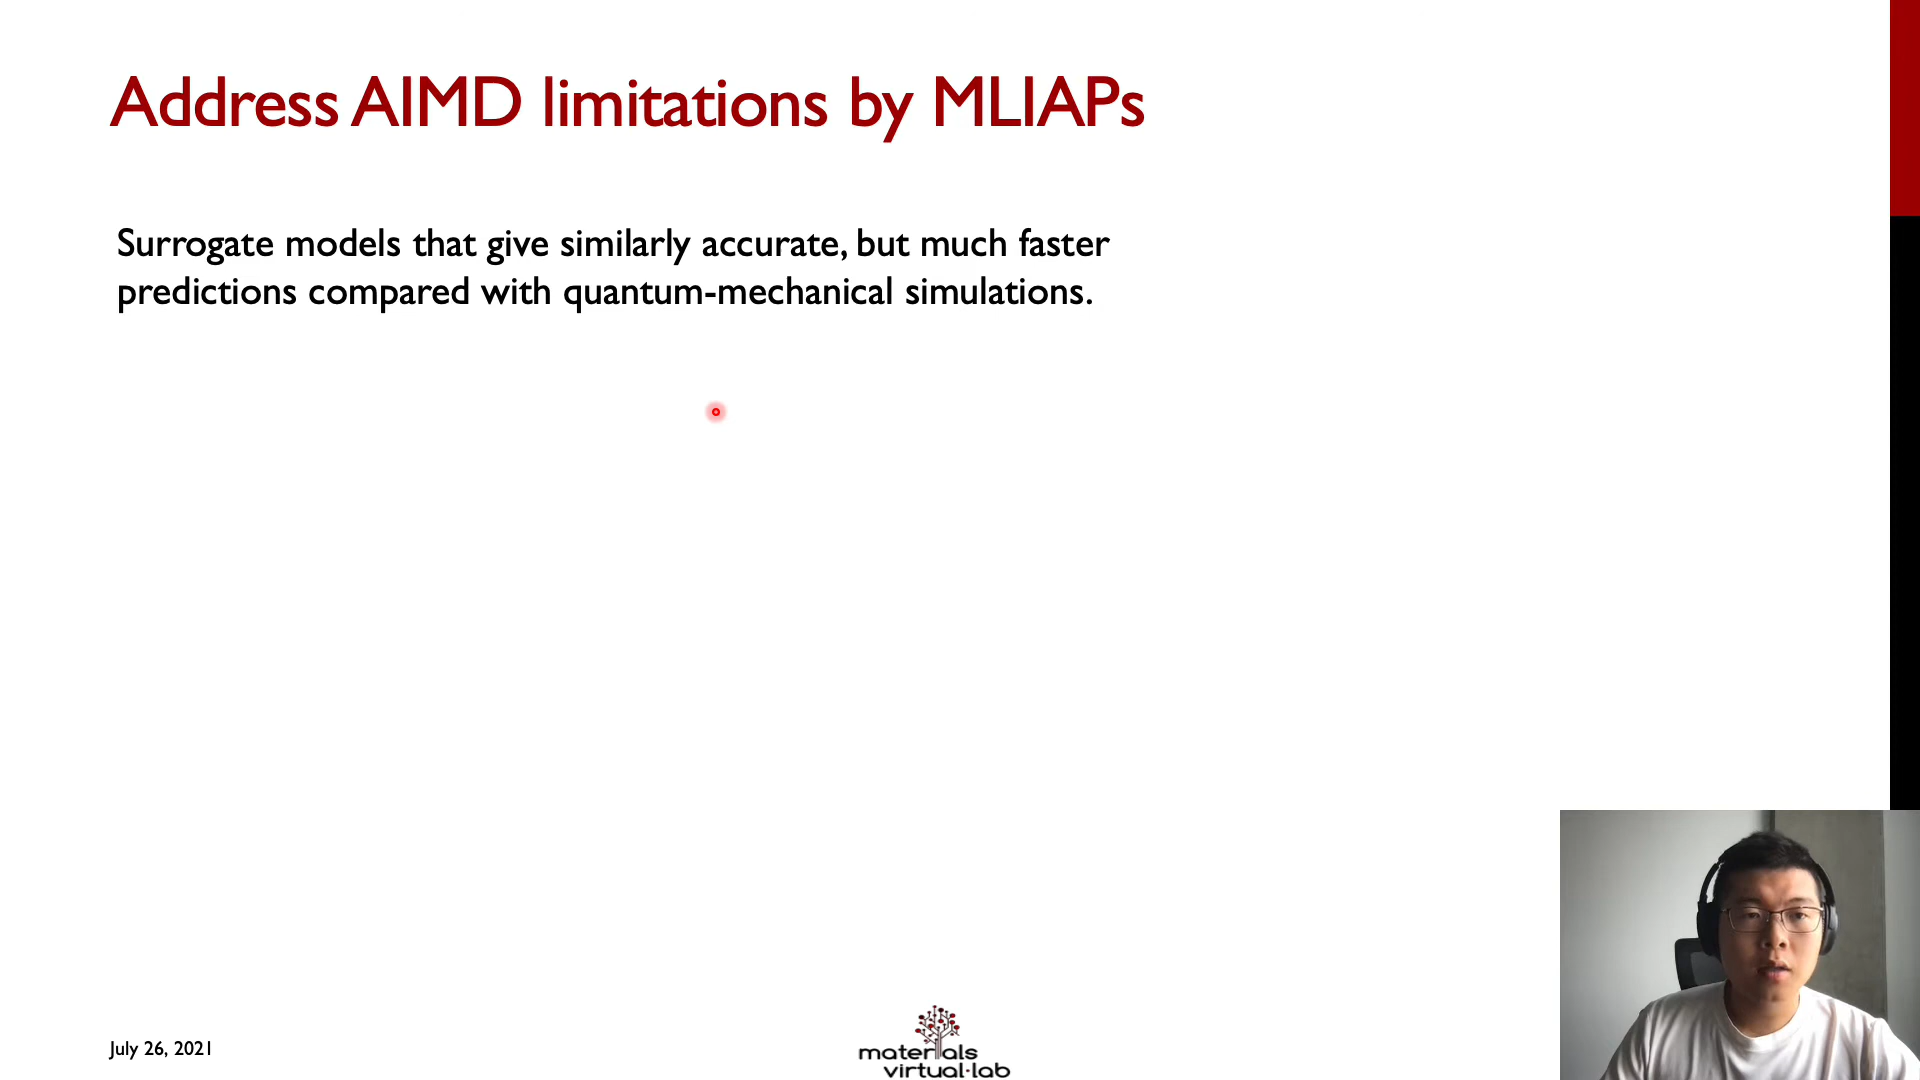 Address AIMD limitations by MLIAPs
Surrogate models that give similarly accurate, but much faster
predictions compared with quantum-mechanical simulations.
July 26, 2021
materials
virtual·lab